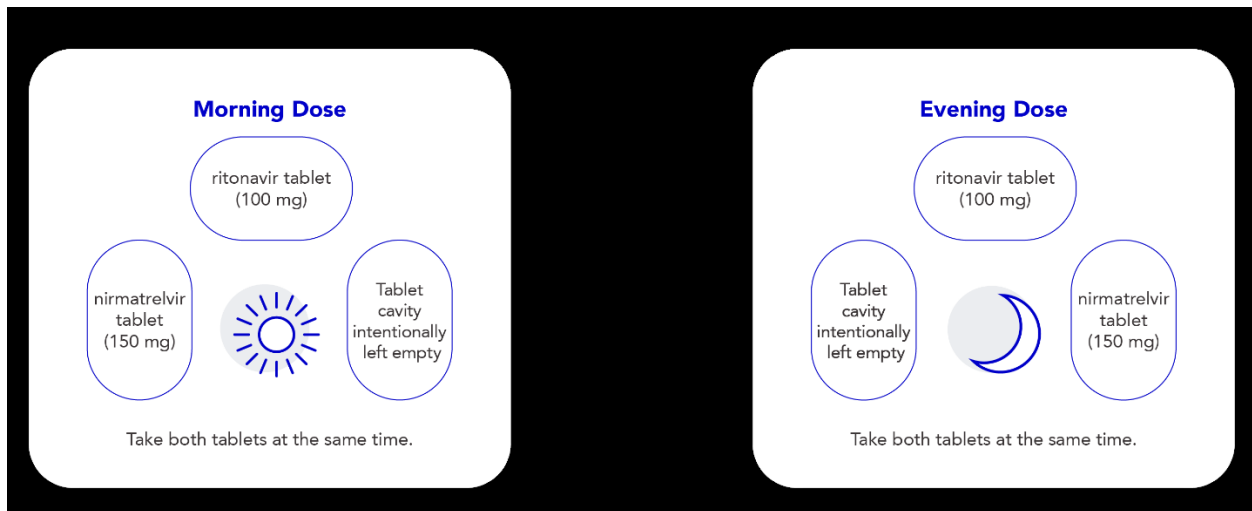 Morning Dose
ritonavir tablet
(100 mg)
nirmatrelvir
tablet
(150 mg)
Tablet
cavity
intentionally
left empty
Take both tablets at the same time.
Evening Dose
ritonavir tablet
(100 mg)
Tablet
cavity
intentionally
left empty
nirmatrelvir
tablet
(150 mg)
Take both tablets at the same time.